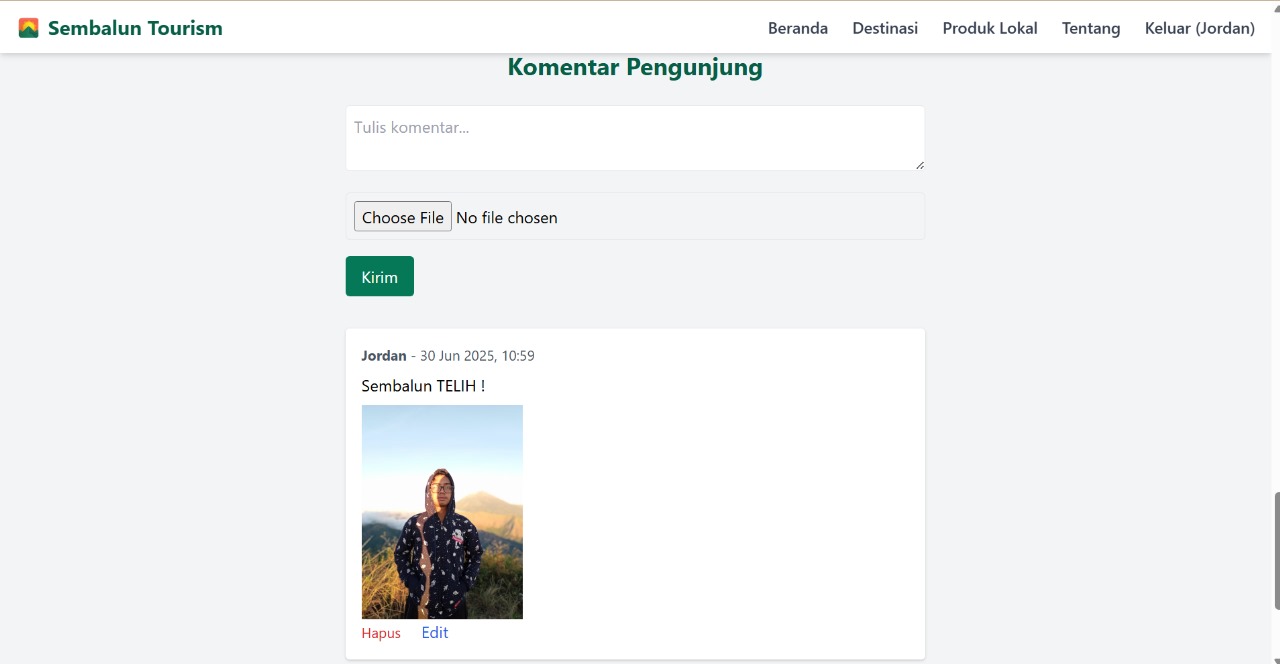 Sembalun Tourism
Beranda Destinasi Produk Lokal Tentang Keluar (Jordan)
Komentar Pengunjung
Tulis komentar...
Choose File No file chosen
Kirim
Jordan - 30 Jun 2025, 10:59
Sembalun TELIH !
Hapus Edit